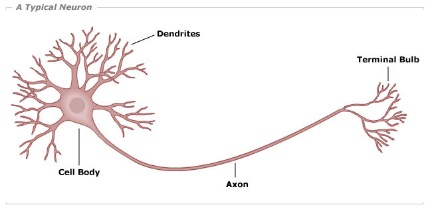 A Typical Neuron
Dendrites
Terminal Bulb
Cell Body
Axon